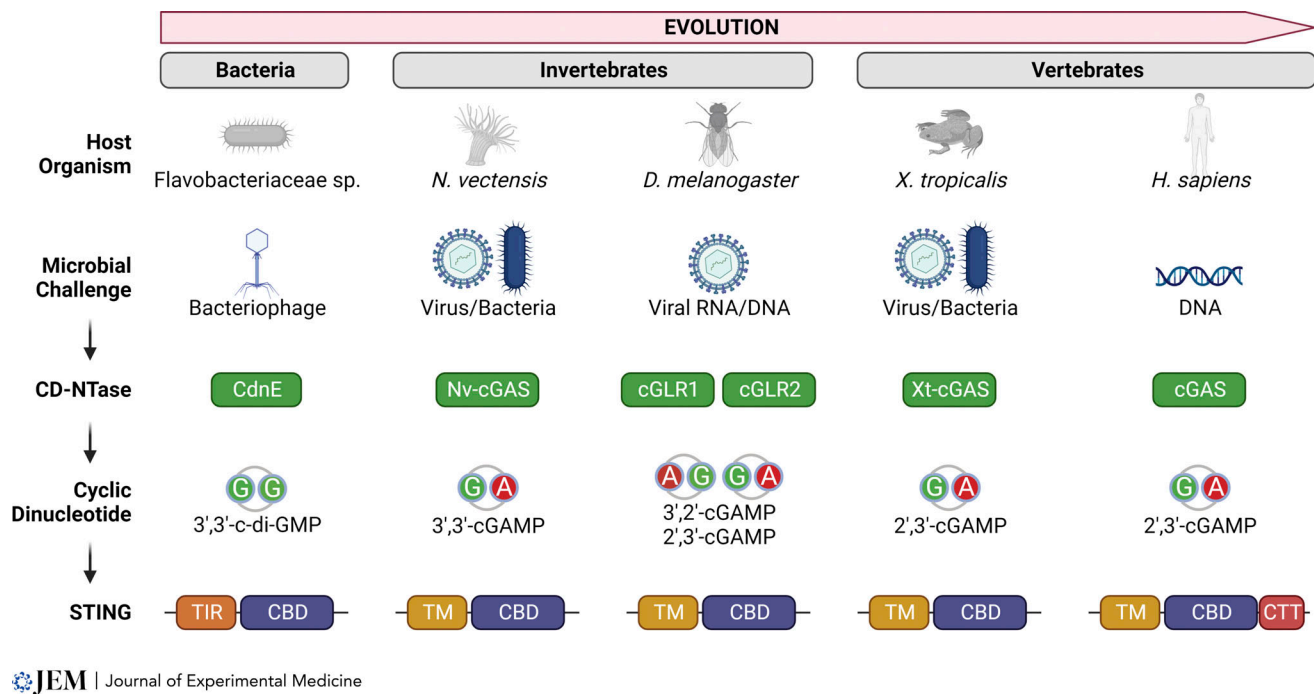 EVOLUTION
Bacteria Invertebrates Vertebrates
Host
Organism
Flavobacteriaceae sp. N. vectensis D. melanogaster X. tropicalis H. sapiens
Microbial
Challenge
Bacteriophage Virus/Bacteria Viral RNA/DNA Virus/Bacteria DNA
CD-NTase CdnE Nv-cGAS cGLR1 cGLR2 Xt-cGAS cGAS
Cyclic
Dinucleotide
G G G A A G G A G A G A
3',3'-c-di-GMP 3',3'-cGAMP 3',2'-cGAMP 2',3'-cGAMP 2',3'-cGAMP
2',3'-cGAMP
STING TIR CBD TM CBD TM CBD TM CBD TM CBD CTT
JEM | Journal of Experimental Medicine